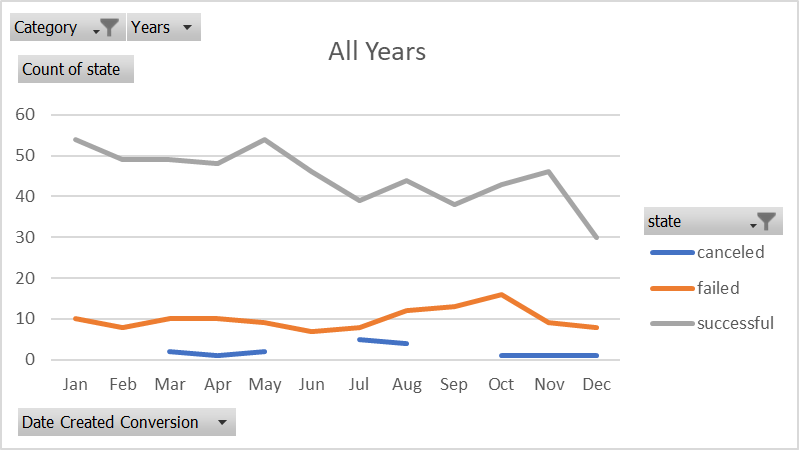 Category Years
All Years
Count of state
60
50
40
30
20
10
0
Jan Feb Mar Apr May Jun Jul Aug Sep Oct Nov Dec
state
canceled
failed
successful
Date Created Conversion